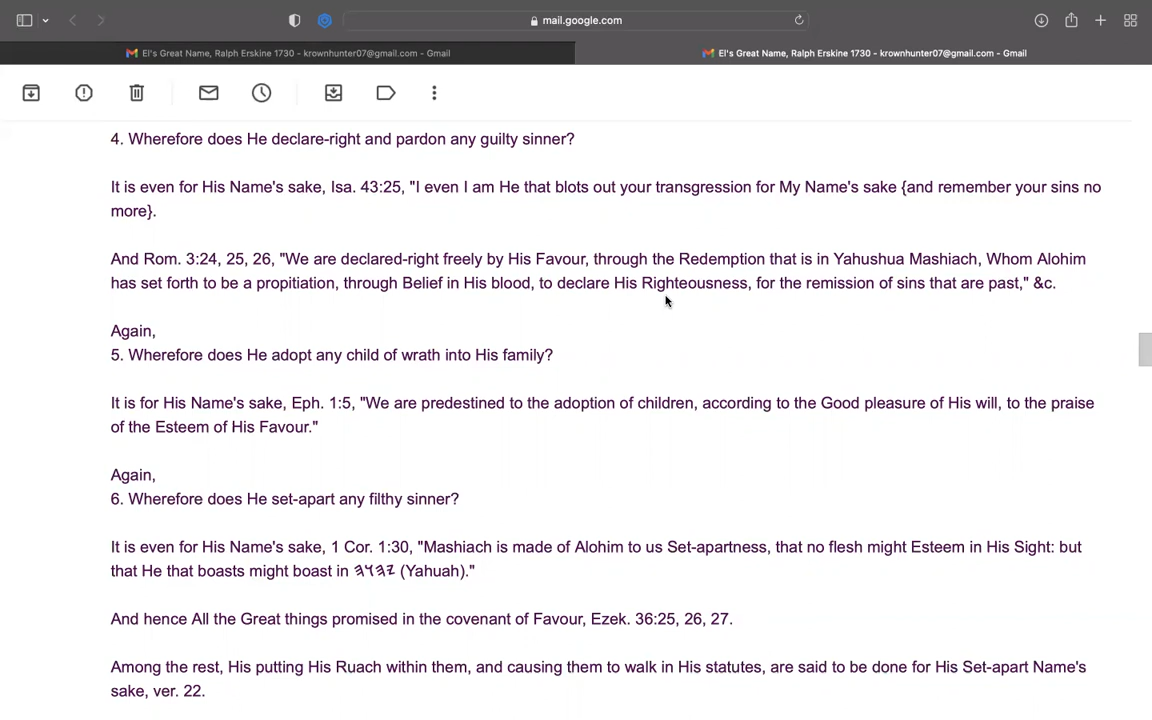 mail.google.com
El's Great Name, Ralph Erskine 1730 - krownhunter07@gmail.com - Gmail
El's Great Name, Ralph Erskine 1730 - krownhunter07@gmail.com - Gmail
4. Wherefore does He declare-right and pardon any guilty sinner?
It is even for His Name's sake, Isa. 43:25, "I even I am He that blots out your transgression for My Name's sake {and remember your sins no
more}.
And Rom. 3:24, 25, 26, "We are declared-right freely by His Favour, through the Redemption that is in Yahushua Mashiach, Whom Alohim
has set forth to be a propitiation, through Belief in His blood, to declare His Righteousness, for the remission of sins that are past," &c.
Again,
5. Wherefore does He adopt any child of wrath into His family?
It is for His Name's sake, Eph. 1:5, "We are predestined to the adoption of children, according to the Good pleasure of His will, to the praise
of the Esteem of His Favour."
Again,
6. Wherefore does He set-apart any filthy sinner?
It is even for His Name's sake, 1 Cor. 1:30, "Mashiach is made of Alohim to us Set-apartness, that no flesh might Esteem in His Sight: but
that He that boasts might boast in 𐤉𐤄𐤅𐤄 (Yahuah)."
And hence All the Great things promised in the covenant of Favour, Ezek. 36:25, 26, 27.
Among the rest, His putting His Ruach within them, and causing them to walk in His statutes, are said to be done for His Set-apart Name's
sake, ver. 22.